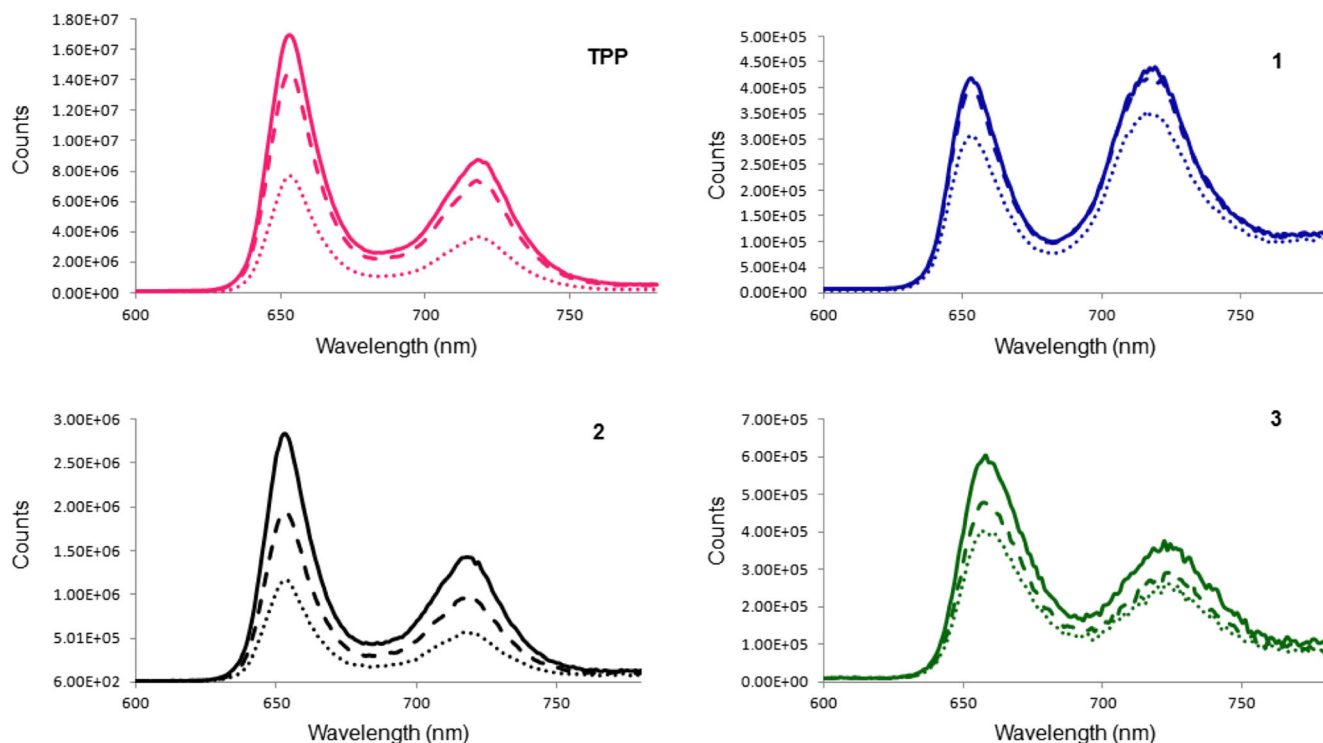 TPP
Counts
1.80E+07
1.60E+07
1.40E+07
1.20E+07
1.00E+07
8.00E+06
6.00E+06
4.00E+06
2.00E+06
0.00E+00
600 650 700 750
Wavelength (nm)
1
Counts
5.00E+05
4.50E+05
4.00E+05
3.50E+05
3.00E+05
2.50E+05
2.00E+05
1.50E+05
1.00E+05
5.00E+04
0.00E+00
600 650 700 750
Wavelength (nm)
2
Counts
3.00E+06
2.50E+06
2.00E+06
1.50E+06
1.00E+06
5.01E+05
6.00E+02
600 650 700 750
Wavelength (nm)
3
Counts
7.00E+05
6.00E+05
5.00E+05
4.00E+05
3.00E+05
2.00E+05
1.00E+05
0.00E+00
600 650 700 750
Wavelength (nm)